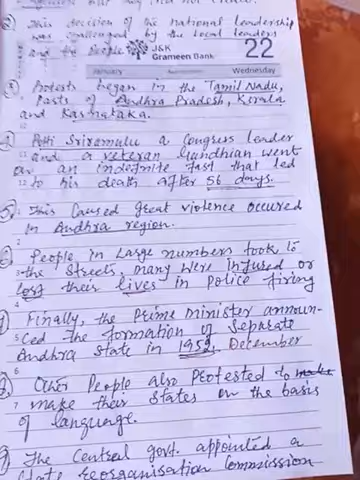 ② This decision of the national leadership
was challenged by the local leaders
and the People
J&K
Grameen Bank
22
January
Wednesday
③ Protests began in the Tamil Nadu,
Parts of Andhra Pradesh, Kerala
and Karnataka.
Potti Sriramulu a Congress leader
and a veteran Gandhian went
on an indefinite fast that led
to his death after 56 days.
⑤ This Caused great violence occured
in Andhra region.
⑥ People in Large numbers took to
the streets, many were injured or
lost their lives in Police firing
Finally, the Prime minister announ-
ced the formation of Separate
Andhra State in 1952, December
Other People also Protested to
make their states on the basis
of language.
The Central govt. appointed a
State reorganisation Commission